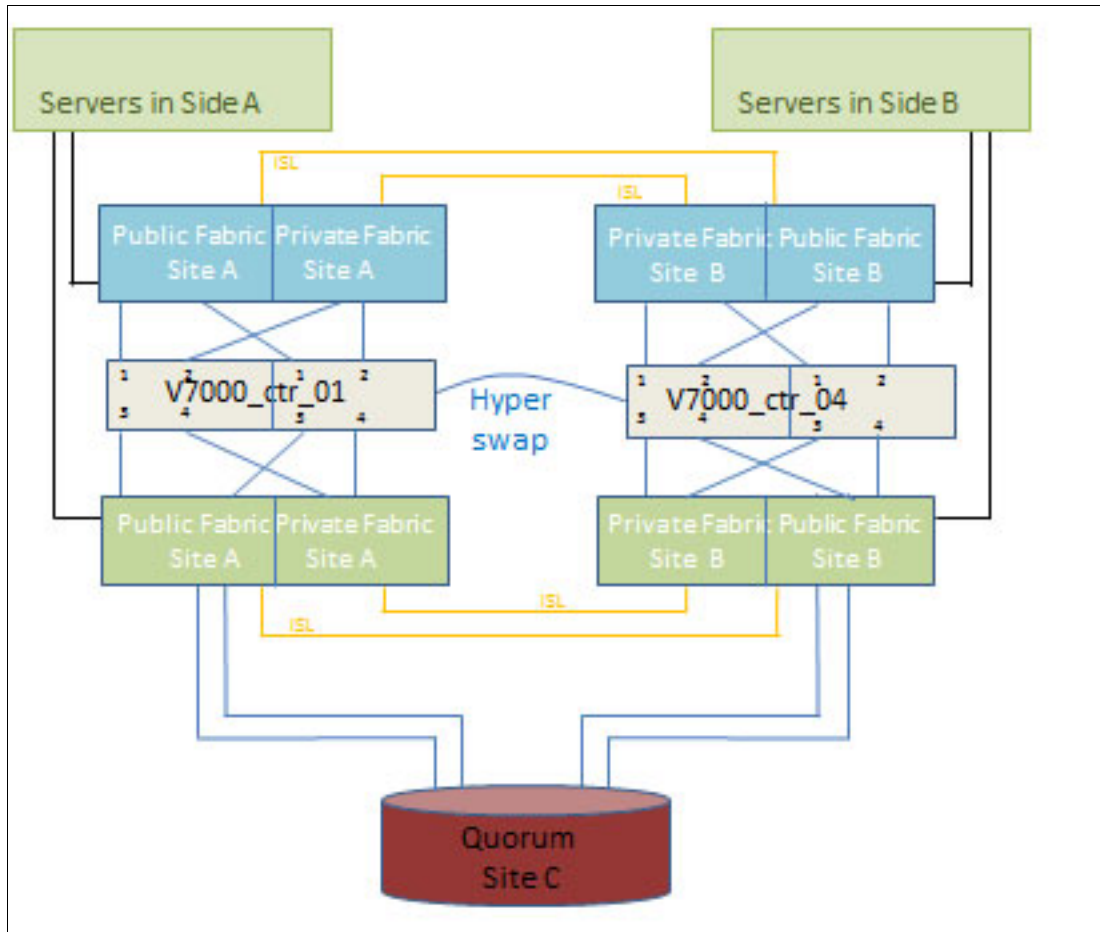 Servers in Side A
Servers in Side B
ISL
ISL
Public Fabric
Site A
Private Fabric
Site A
Private Fabric
Site B
Public Fabric
Site B
1 2 1 2
V7000_ctr_01
3 4 3 4
Hyper
swap
1 2 1 2
V7000_ctr_04
3 4 3 4
Public Fabric
Site A
Private Fabric
Site A
Private Fabric
Site B
Public Fabric
Site B
ISL
ISL
Quorum
Site C